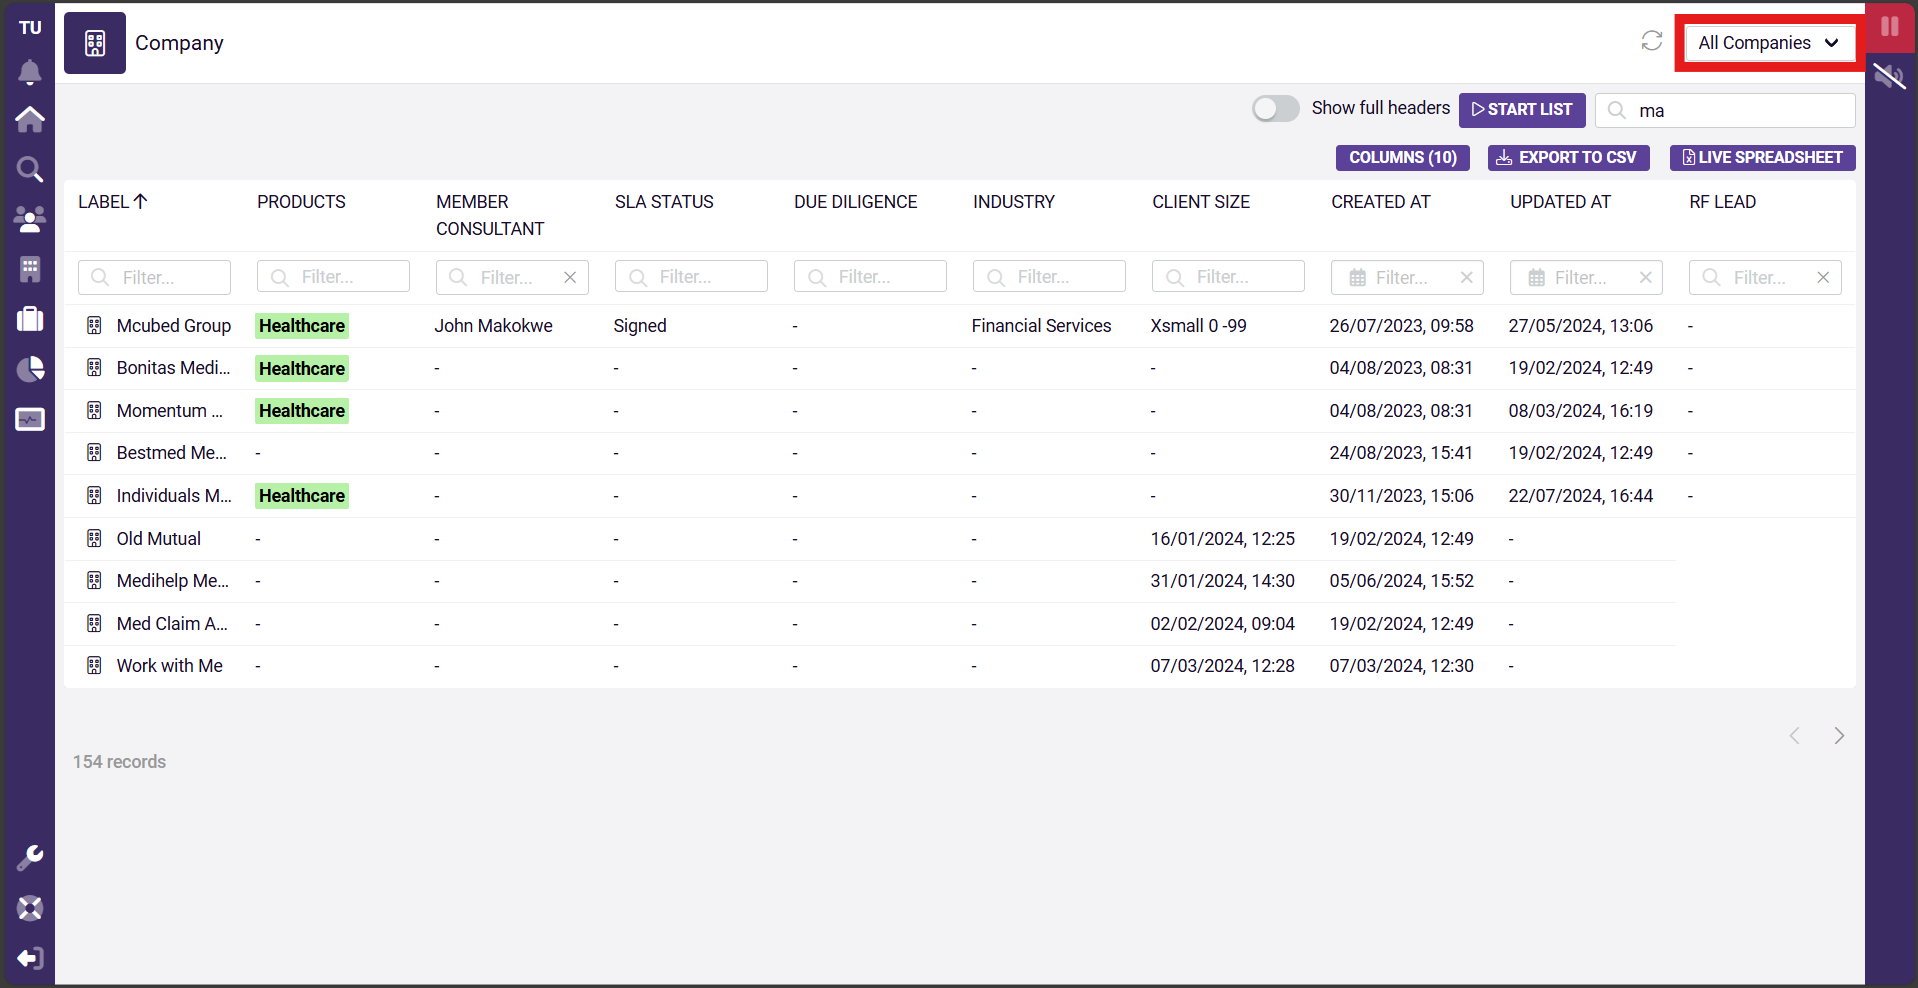 TU
Company
All Companies
Show full headers
START LIST
ma
COLUMNS (10)
EXPORT TO CSV
LIVE SPREADSHEET
LABEL PRODUCTS MEMBER CONSULTANT SLA STATUS DUE DILIGENCE INDUSTRY CLIENT SIZE CREATED AT UPDATED AT RF LEAD
Filter... Filter... Filter... Filter... Filter... Filter... Filter... Filter... Filter... Filter...
Mcubed Group Healthcare John Makokwe Signed - Financial Services Xsmall 0 -99 26/07/2023, 09:58 27/05/2024, 13:06 -
Bonitas Medi... Healthcare - - - - - 04/08/2023, 08:31 19/02/2024, 12:49 -
Momentum ... Healthcare - - - - - 04/08/2023, 08:31 08/03/2024, 16:19 -
Bestmed Me... - - - - - - 24/08/2023, 15:41 19/02/2024, 12:49 -
Individuals M... Healthcare - - - - - 30/11/2023, 15:06 22/07/2024, 16:44 -
Old Mutual - - - - - 16/01/2024, 12:25 19/02/2024, 12:49 -
Medihelp Me... - - - - - 31/01/2024, 14:30 05/06/2024, 15:52 -
Med Claim A... - - - - - 02/02/2024, 09:04 19/02/2024, 12:49 -
Work with Me - - - - - 07/03/2024, 12:28 07/03/2024, 12:30 -
154 records